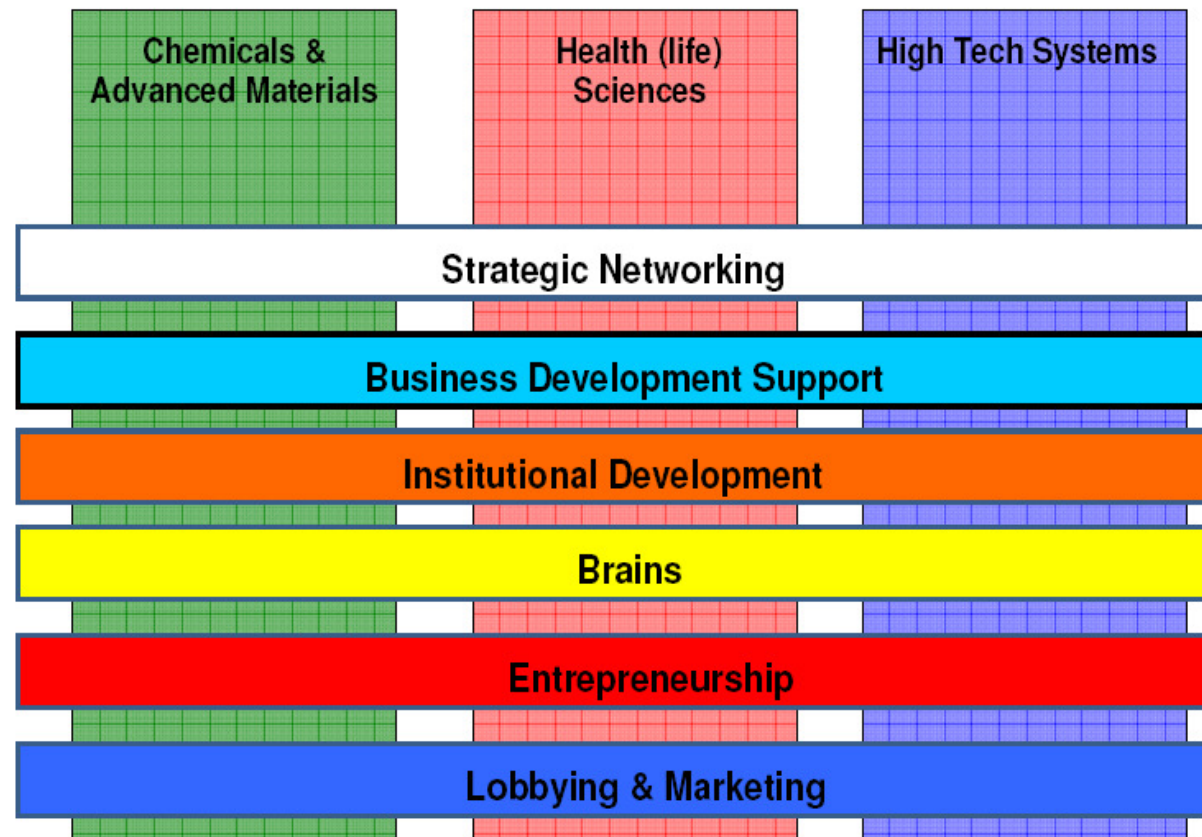 Chemicals &
Advanced Materials
Health (life)
Sciences
High Tech Systems
Strategic Networking
Business Development Support
Institutional Development
Brains
Entrepreneurship
Lobbying & Marketing